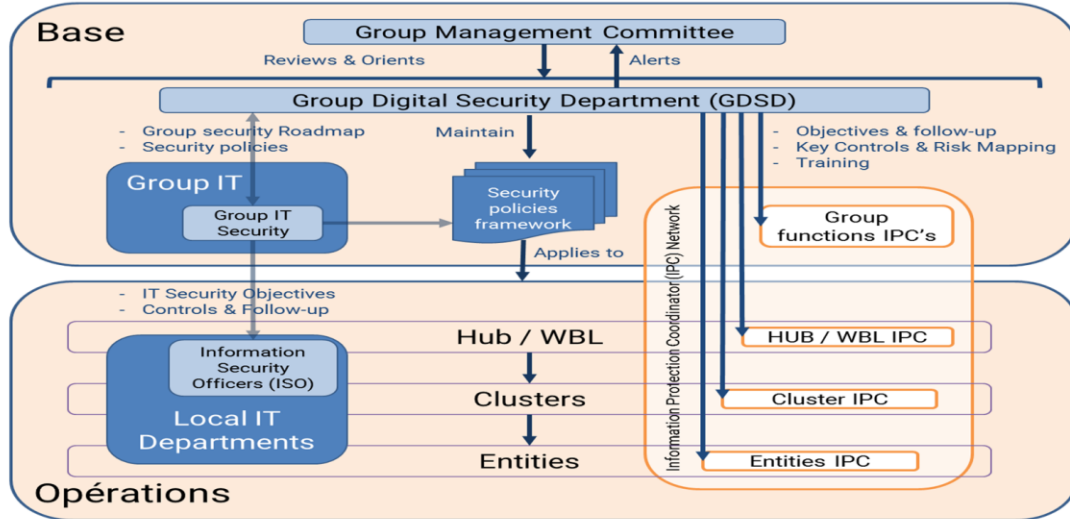 Base
Group Management Committee
Reviews & Orients
Alerts
Group Digital Security Department (GDSD)
- Group security Roadmap
- Security policies
Maintain
- Objectives & follow-up
- Key Controls & Risk Mapping
- Training
Group IT
Group IT
Security
Security
policies
framework
Information Protection Coordinator (IPC) Network
Group
functions IPC's
Applies to
- IT Security Objectives
- Controls & Follow-up
Hub / WBL
HUB / WBL IPC
Information
Security
Officers (ISO)
Clusters
Cluster IPC
Local IT
Departments
Entities
Entities IPC
Opérations